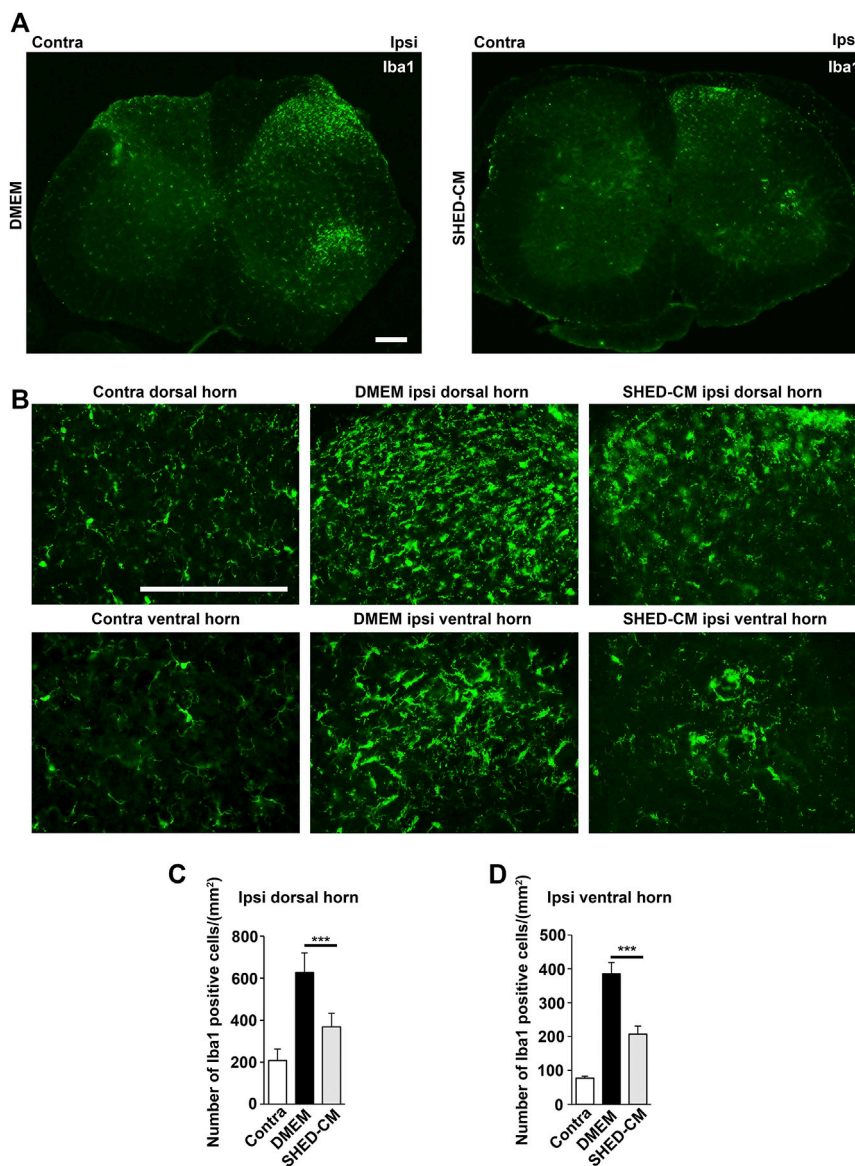 A
Contra
Ipsi
Iba1
DMEM
Contra
Ips
Iba1
SHED-CM
B
Contra dorsal horn
DMEM ipsi dorsal horn
SHED-CM ipsi dorsal horn
Contra ventral horn
DMEM ipsi ventral horn
SHED-CM ipsi ventral horn
C
Ipsi dorsal horn
Number of Iba1 positive cells/(mm²)
800
600
400
200
0
***
Contra
DMEM
SHED-CM
D
Ipsi ventral horn
Number of Iba1 positive cells/(mm²)
500
400
300
200
100
0
***
Contra
DMEM
SHED-CM